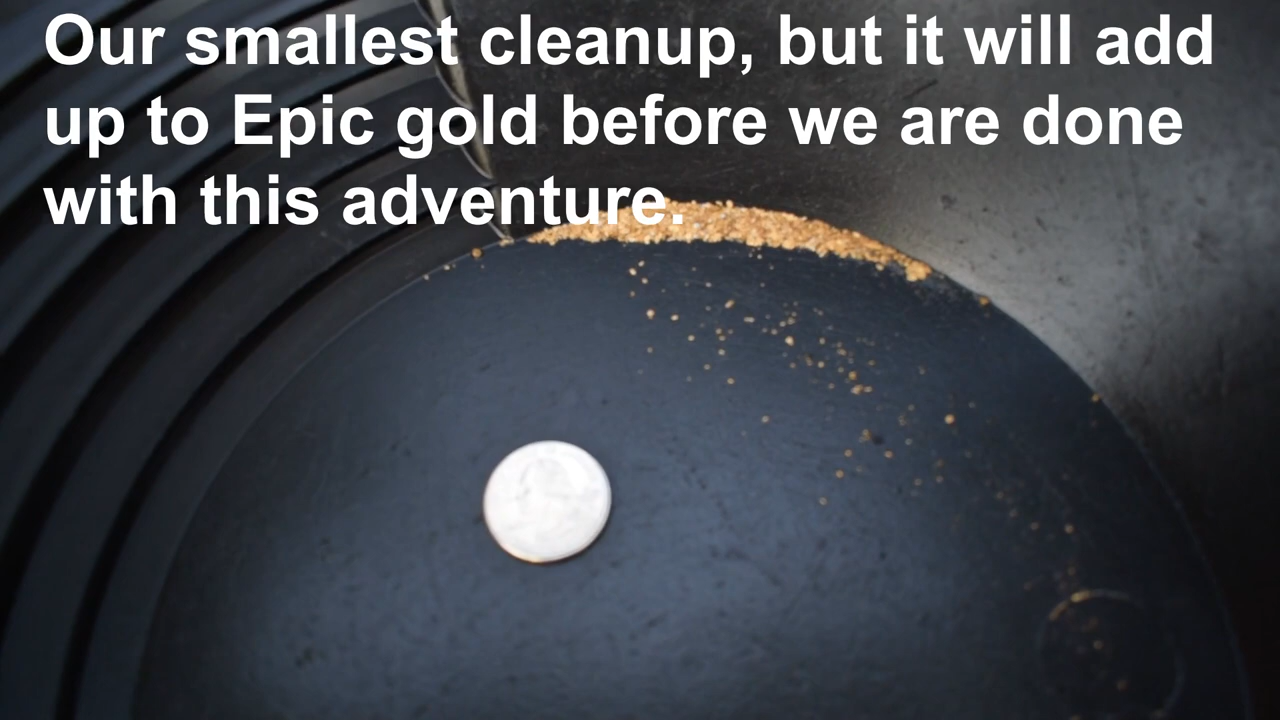 Our smallest cleanup, but it will add
up to Epic gold before we are done
with this adventure.